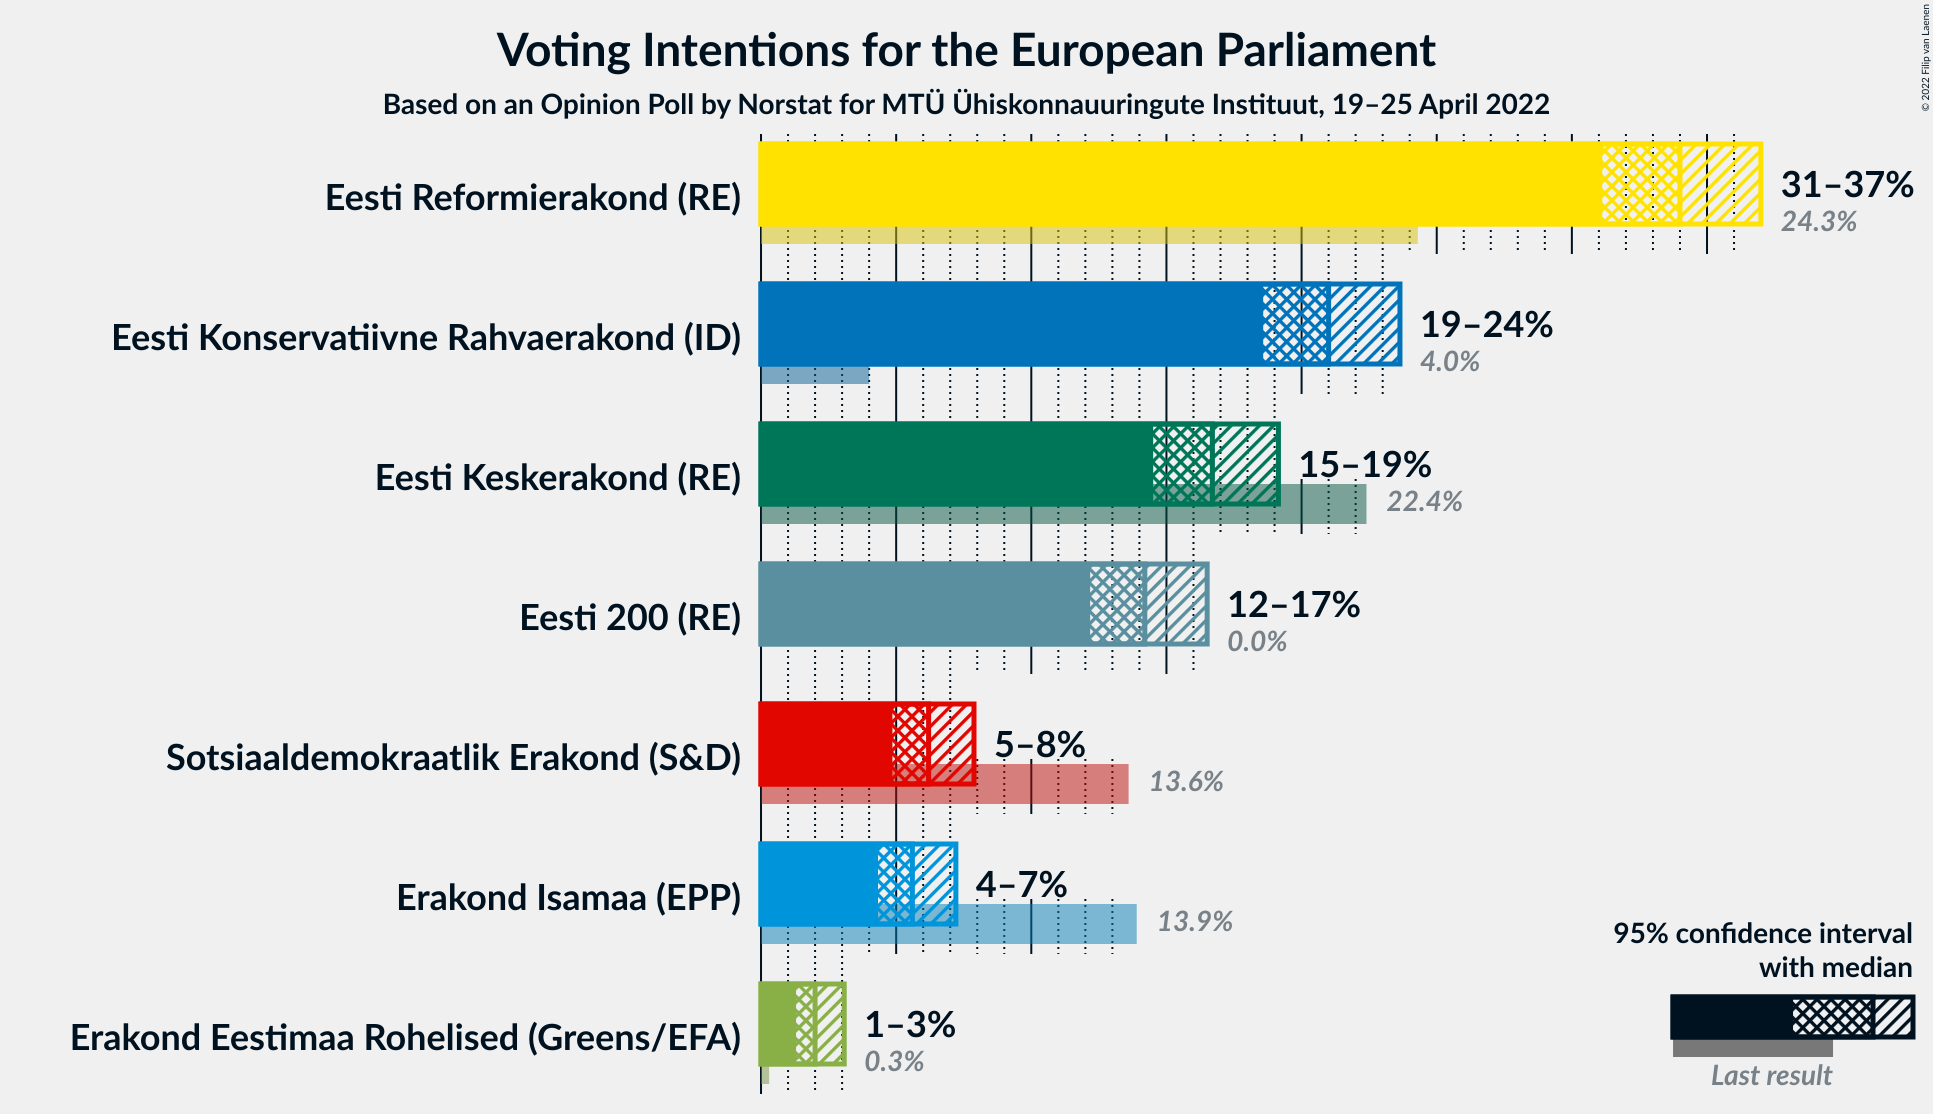 Voting Intentions for the European Parliament
Based on an Opinion Poll by Norstat for MTÜ Ühiskonnauuringute Instituut, 19–25 April 2022
© 2022 Filip van Laenen
Eesti Reformierakond (RE)
31–37%
24.3%
Eesti Konservatiivne Rahvaerakond (ID)
19–24%
4.0%
Eesti Keskerakond (RE)
15–19%
22.4%
Eesti 200 (RE)
12–17%
0.0%
Sotsiaaldemokraatlik Erakond (S&D)
5–8%
13.6%
Erakond Isamaa (EPP)
4–7%
13.9%
Erakond Eestimaa Rohelised (Greens/EFA)
1–3%
0.3%
95% confidence interval
with median
Last result